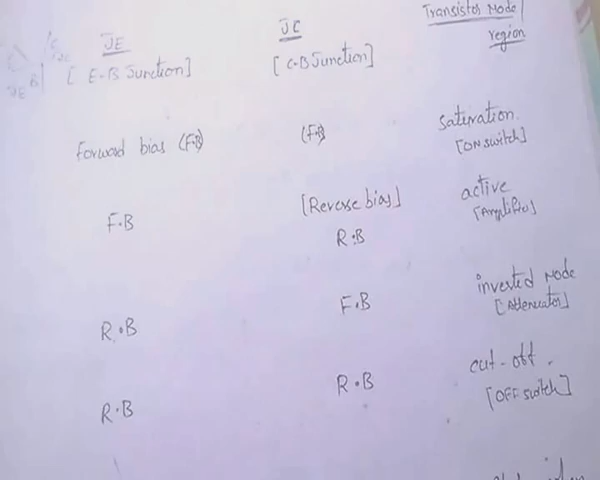 JE JC Transistor Mode/
[E-B Junction] [C-B Junction] region
Forward bias (F.B) (F.B) Saturation.
[ON switch]
F.B [Reverse bias] active
R.B [Amplifier]
R.B F.B inverted Mode
[Attenuator]
R.B R.B cut-off.
[OFF switch]